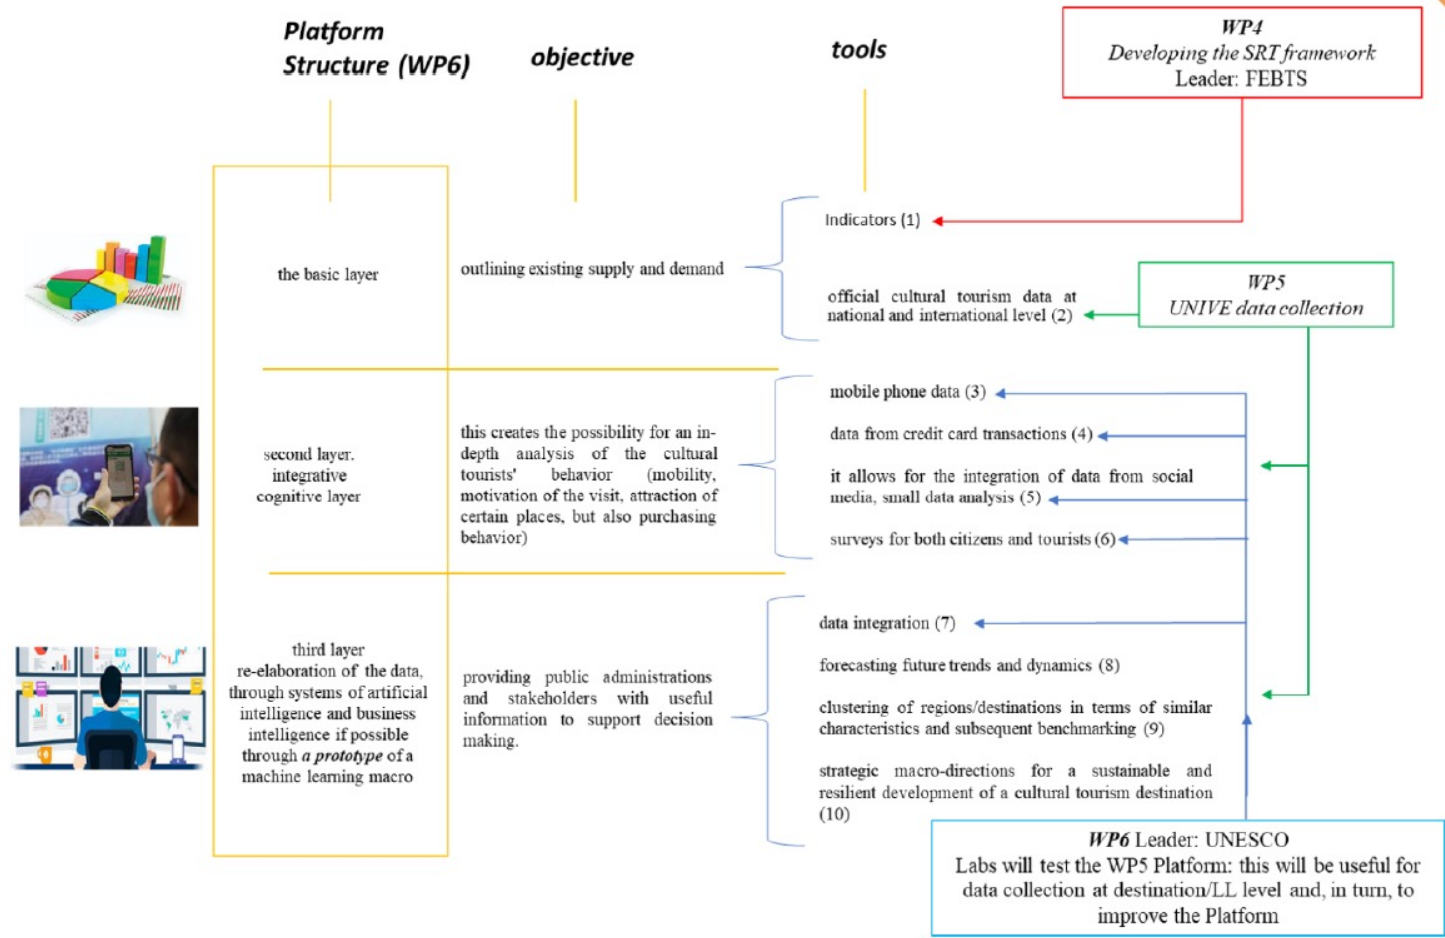 Platform
Structure (WP6)
objective
tools
WP4
Developing the SRT framework
Leader: FEBTS
the basic layer
outlining existing supply and demand
Indicators (1)
official cultural tourism data at
national and international level (2)
WP5
UNIVE data collection
second layer.
integrative
cognitive layer
this creates the possibility for an in-
depth analysis of the cultural
tourists' behavior (mobility,
motivation of the visit, attraction of
certain places, but also purchasing
behavior)
mobile phone data (3)
data from credit card transactions (4)
it allows for the integration of data from social
media, small data analysis (5)
surveys for both citizens and tourists (6)
third layer
re-elaboration of the data,
through systems of artificial
intelligence and business
intelligence if possible
through a prototype of a
machine learning macro
providing public administrations
and stakeholders with useful
information to support decision
making.
data integration (7)
forecasting future trends and dynamics (8)
clustering of regions/destinations in terms of similar
characteristics and subsequent benchmarking (9)
strategic macro-directions for a sustainable and
resilient development of a cultural tourism destination
(10)
WP6 Leader: UNESCO
Labs will test the WP5 Platform: this will be useful for
data collection at destination/LL level and, in turn, to
improve the Platform